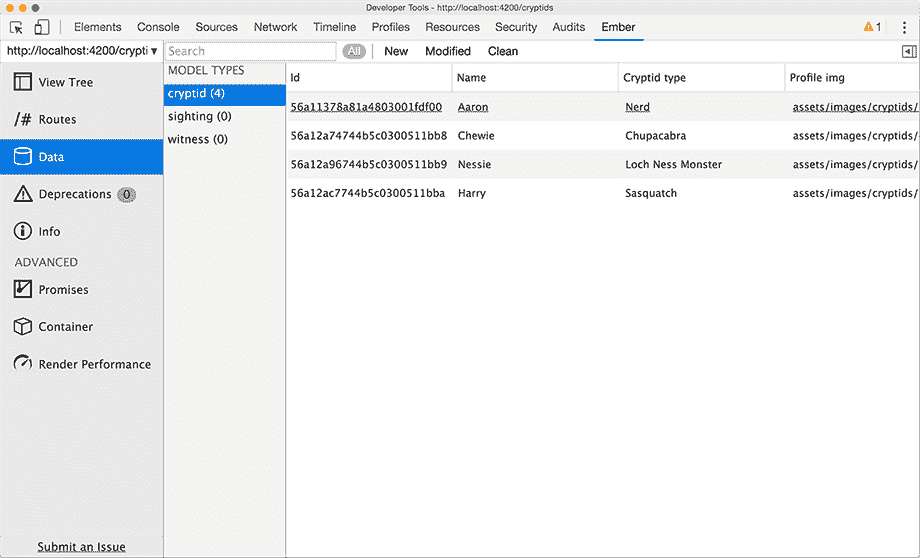 Developer Tools - http://localhost:4200/cryptids
Elements Console Sources Network Timeline Profiles Resources Security Audits Ember 1
http://localhost:4200/crypti Search All New Modified Clean
View Tree
/# Routes
Data
Deprecations 0
Info
ADVANCED
Promises
Container
Render Performance
Submit an Issue
MODEL TYPES
cryptid (4)
sighting (0)
witness (0)
Id Name Cryptid type Profile img
56a11378a81a4803001fdf00 Aaron Nerd assets/images/cryptids/
56a12a74744b5c0300511bb8 Chewie Chupacabra assets/images/cryptids/
56a12a96744b5c0300511bb9 Nessie Loch Ness Monster assets/images/cryptids/
56a12ac7744b5c0300511bba Harry Sasquatch assets/images/cryptids/